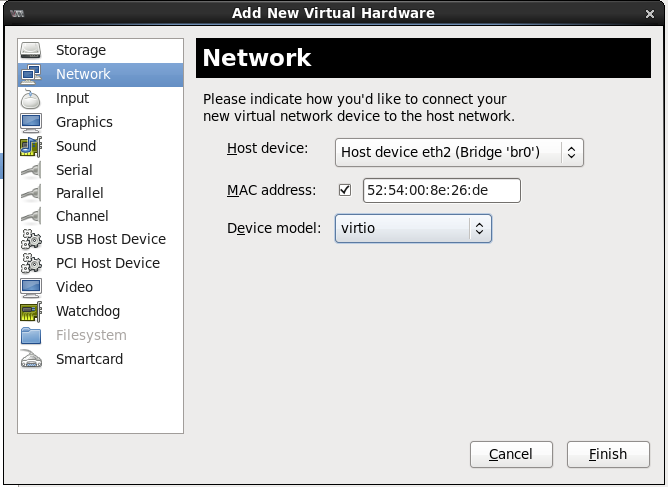 Add New Virtual Hardware
Storage
Network
Input
Graphics
Sound
Serial
Parallel
Channel
USB Host Device
PCI Host Device
Video
Watchdog
Filesystem
Smartcard
Network
Please indicate how you'd like to connect your
new virtual network device to the host network.
Host device: Host device eth2 (Bridge 'br0')
MAC address: 52:54:00:8e:26:de
Device model: virtio
Cancel Finish